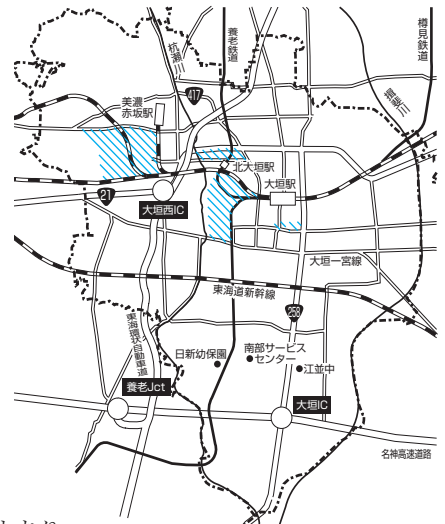 杭瀬川
養老鉄道
樽見鉄道
揖斐川
417
美濃
赤坂駅
北大垣駅
大垣駅
21
大垣西IC
大垣一宮線
東海道新幹線
258
東海環状自動車道
日新幼保園
南部サービス
センター
江並中
養老Jct
大垣IC
名神高速道路